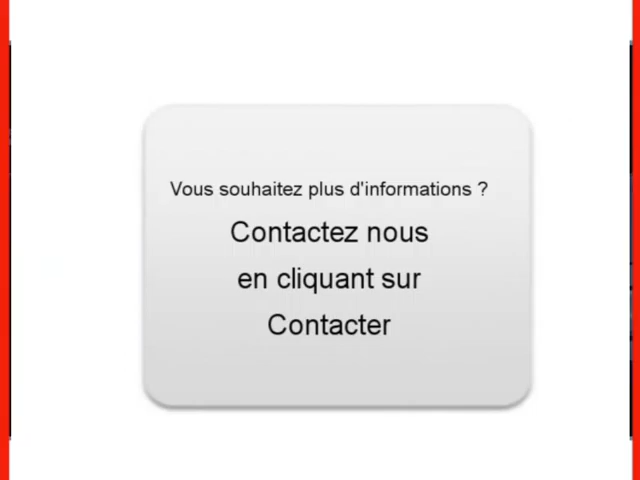 Vous souhaitez plus d'informations ?
Contactez nous
en cliquant sur
Contacter